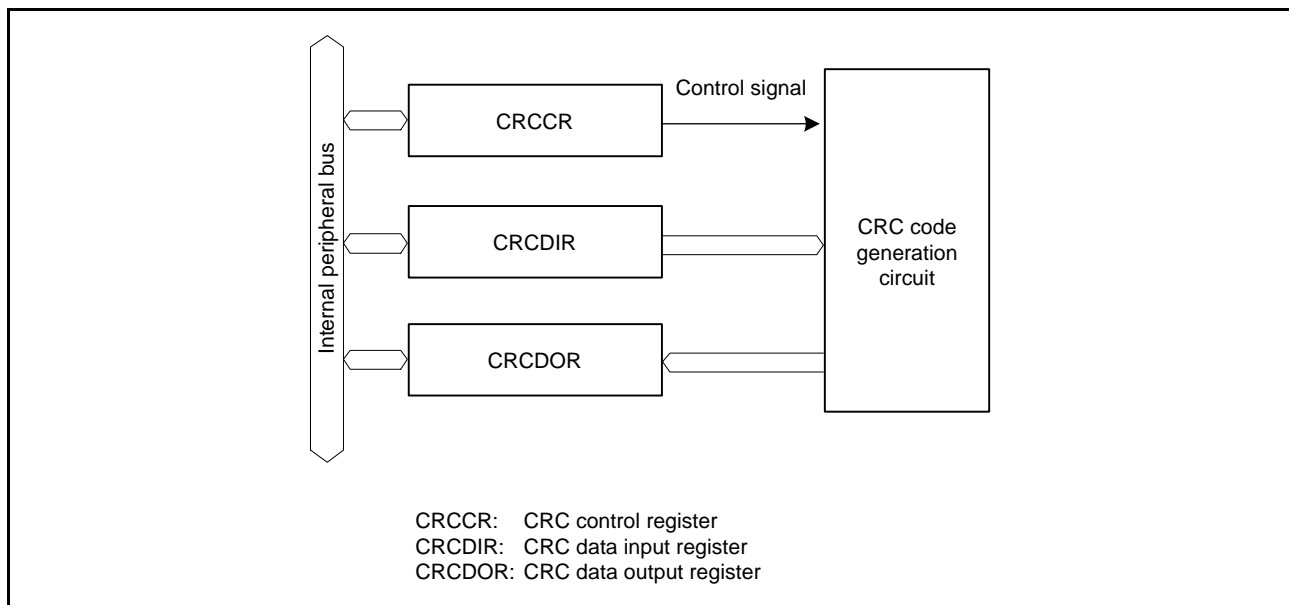 Internal peripheral bus
CRCCR
Control signal
CRCDIR
CRCDOR
CRC code
generation
circuit
CRCCR: CRC control register
CRCDIR: CRC data input register
CRCDOR: CRC data output register